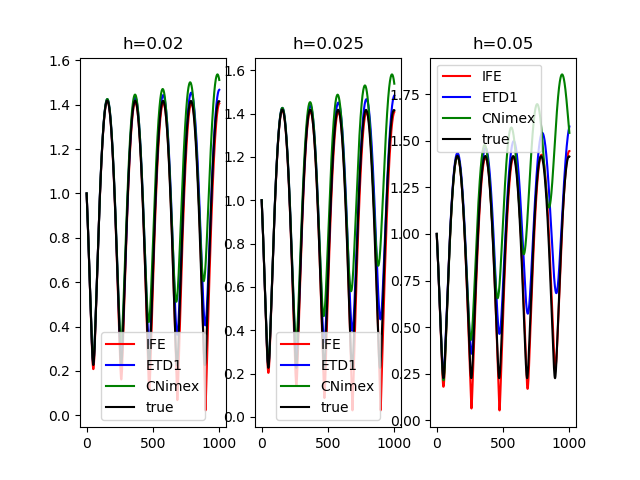 h=0.02
1.6
1.4
1.2
1.0
0.8
0.6
0.4
0.2
0.0
0
500
1000
IFE
ETD1
CNimex
true
h=0.025
1.6
1.4
1.2
1.0
0.8
0.6
0.4
0.2
0.0
0
500
1000
IFE
ETD1
CNimex
true
h=0.05
1.75
1.50
1.25
1.00
0.75
0.50
0.25
0.00
0
500
1000
IFE
ETD1
CNimex
true